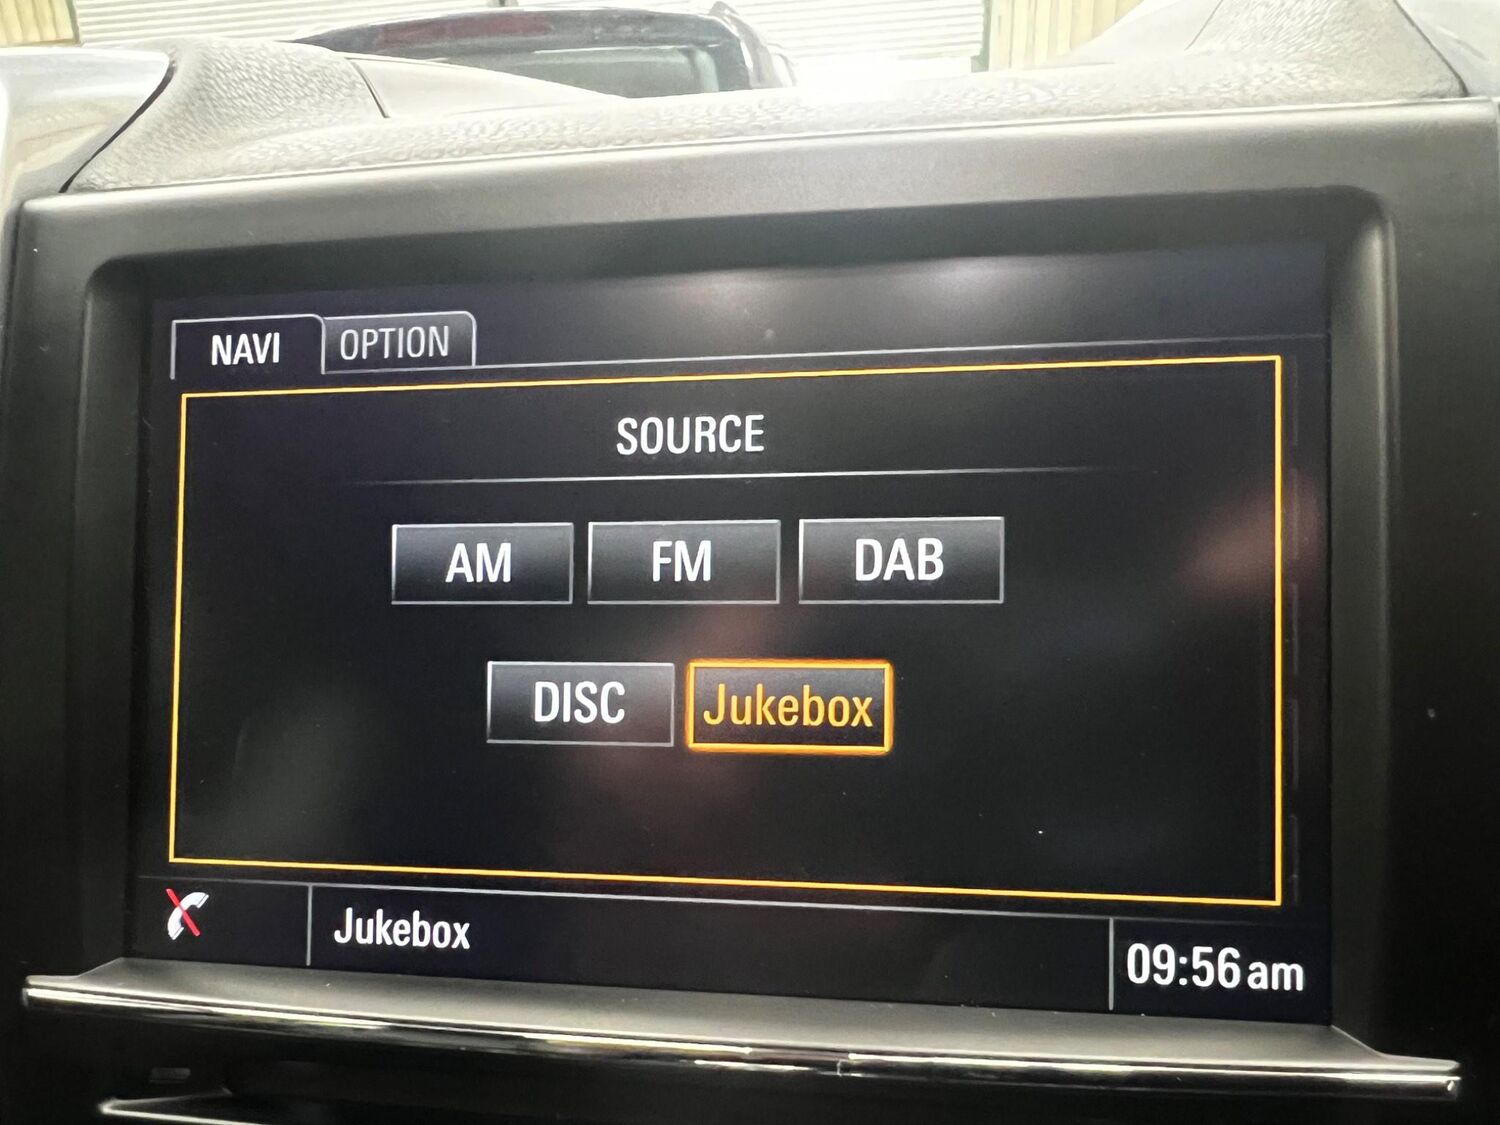 NAVI OPTION
SOURCE
AM FM DAB
DISC Jukebox
Jukebox 09:56 am